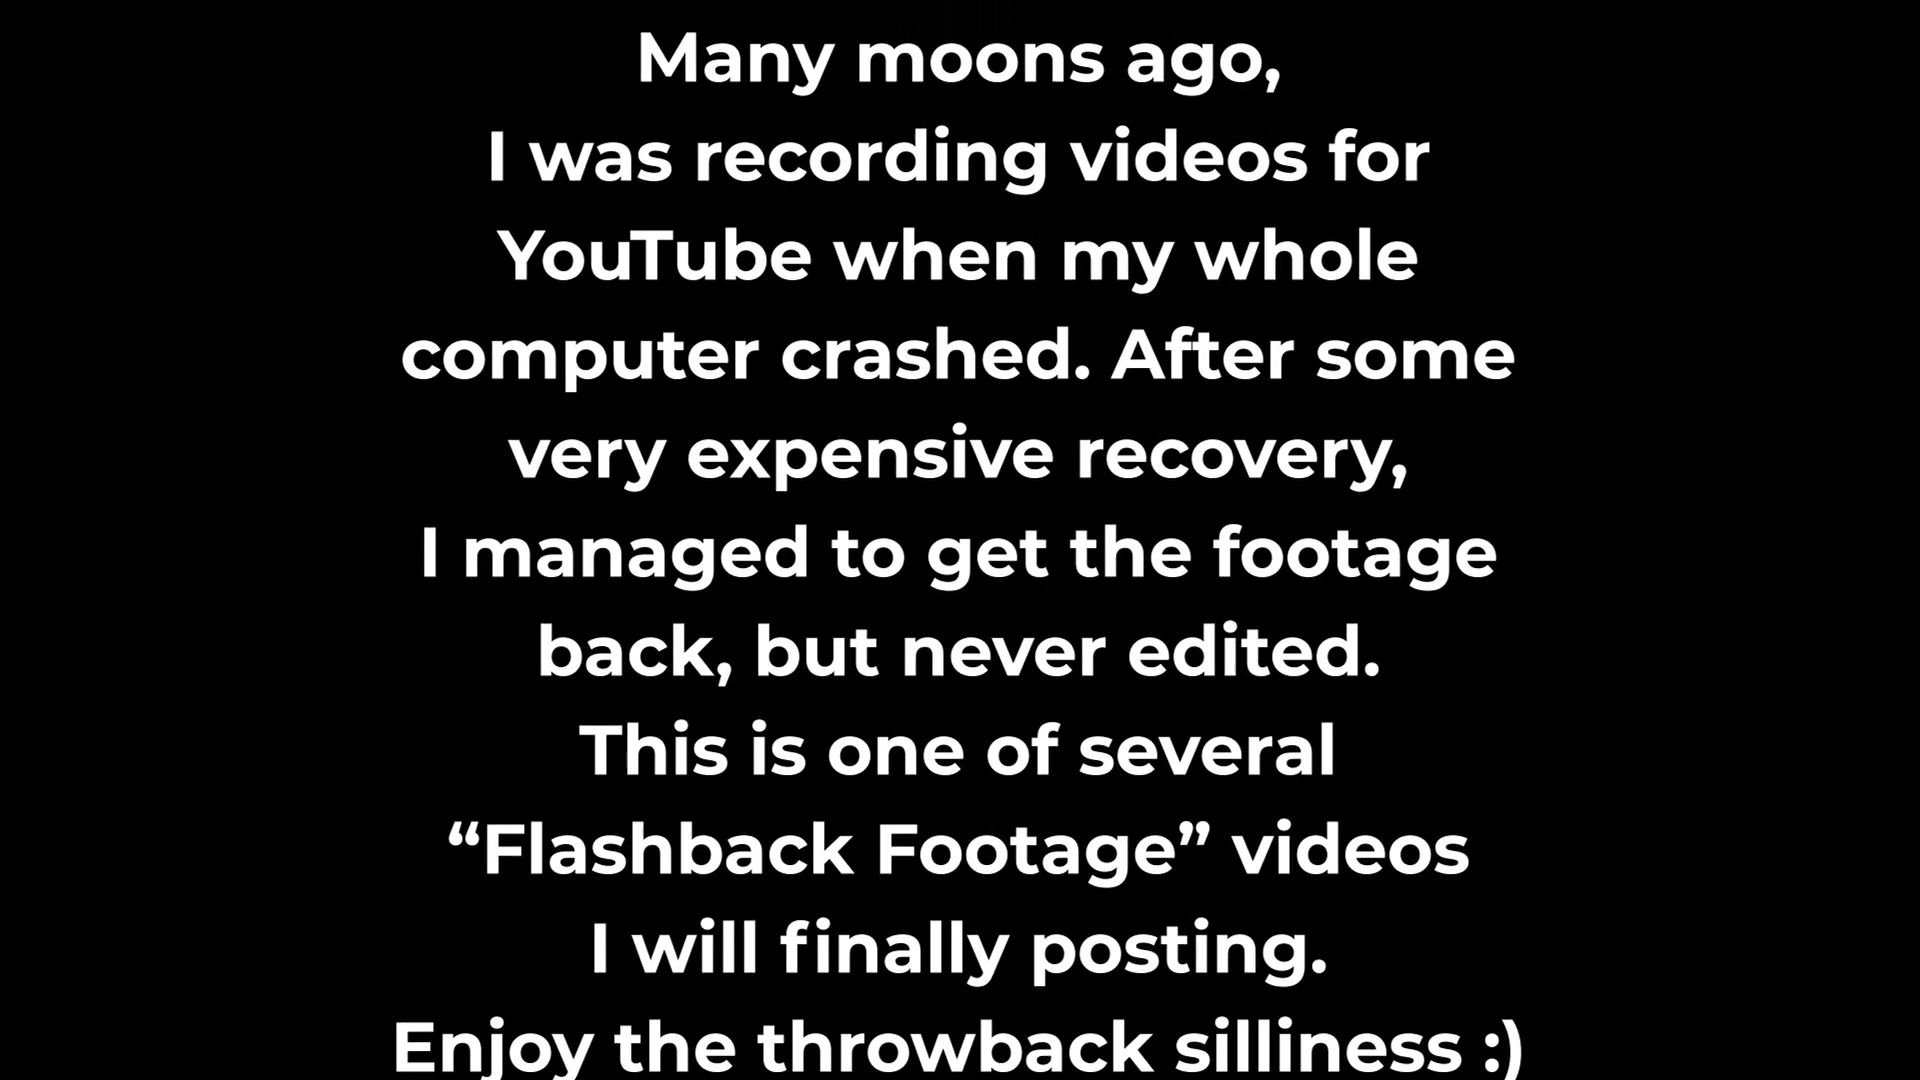 Many moons ago,
I was recording videos for
YouTube when my whole
computer crashed. After some
very expensive recovery,
I managed to get the footage
back, but never edited.
This is one of several
“Flashback Footage” videos
I will finally posting.
Enjoy the throwback silliness :)